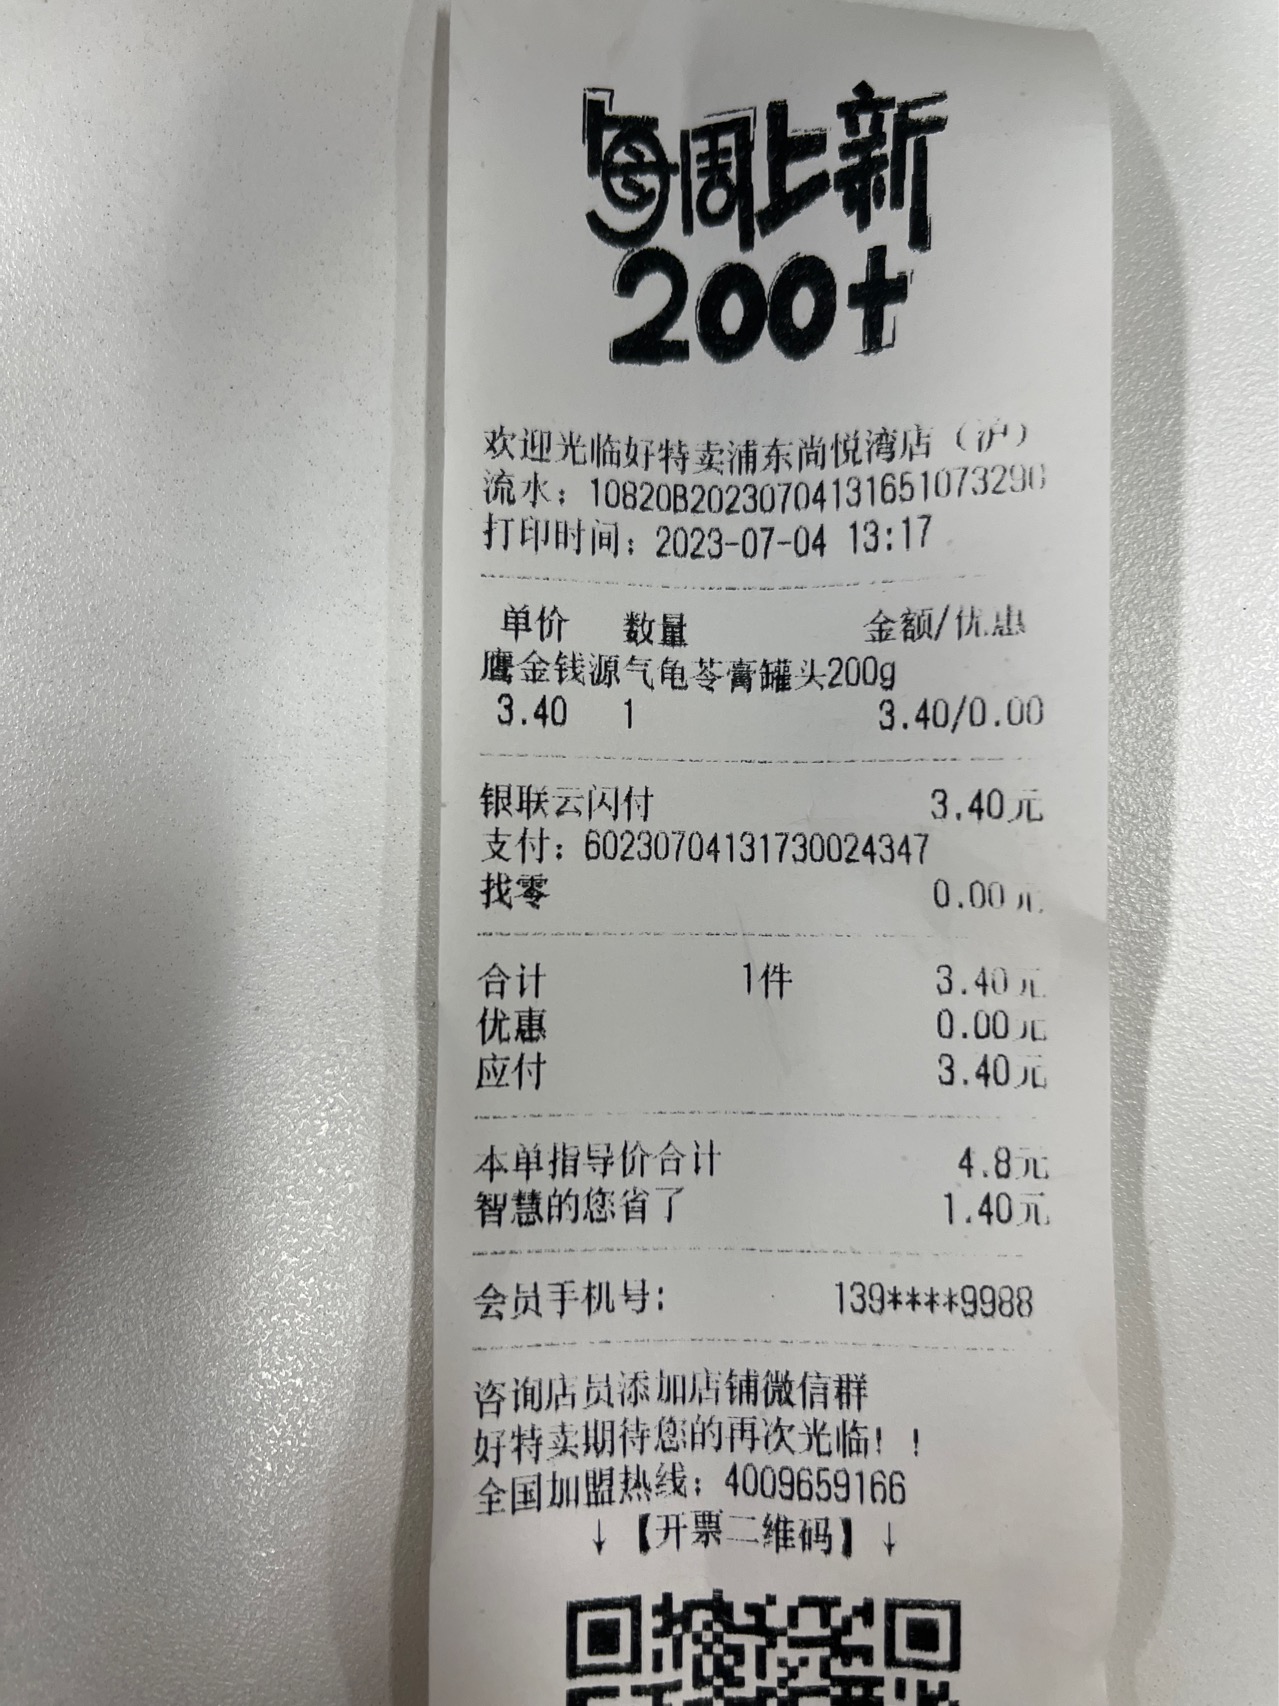 每周上新
200+
欢迎光临好特卖浦东尚悦湾店（沪）
流水：10820B20230704131651073290
打印时间：2023-07-04 13:17
单价 数量 金额/优惠
鹰金钱源气龟苓膏罐头200g
3.40 1 3.40/0.00
银联云闪付 3.40元
支付：60230704131730024347
找零 0.00元
合计 1件 3.40元
优惠 0.00元
应付 3.40元
本单指导价合计 4.8元
智慧的您省了 1.40元
会员手机号: 139****9988
咨询店员添加店铺微信群
好特卖期待您的再次光临！！
全国加盟热线：4009659166
↓【开票二维码】↓